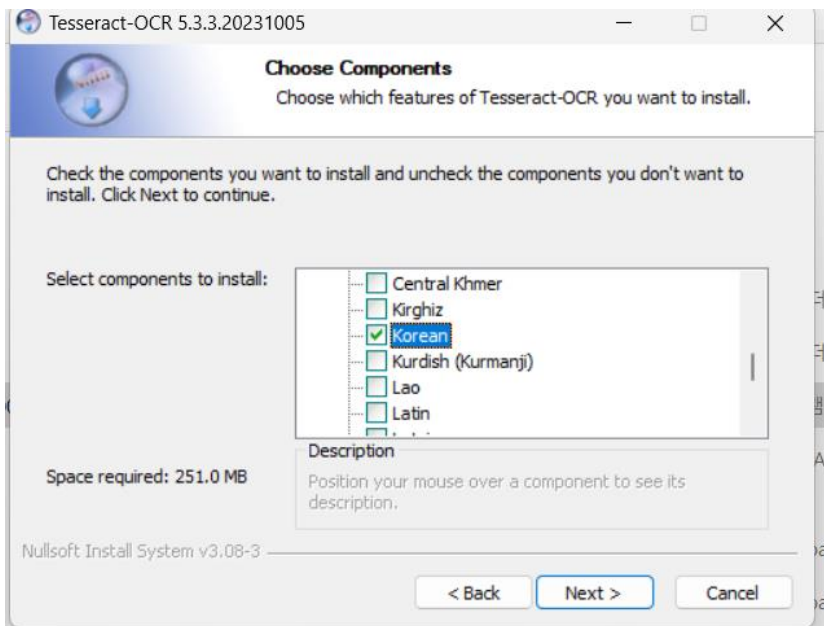 Tesseract-OCR 5.3.3.20231005
Choose Components
Choose which features of Tesseract-OCR you want to install.
Check the components you want to install and uncheck the components you don't want to
install. Click Next to continue.
Select components to install:
Central Khmer
Kirghiz
Korean
Kurdish (Kurmanji)
Lao
Latin
Space required: 251.0 MB
Description
Position your mouse over a component to see its
description.
Nullsoft Install System v3.08-3
< Back
Next >
Cancel